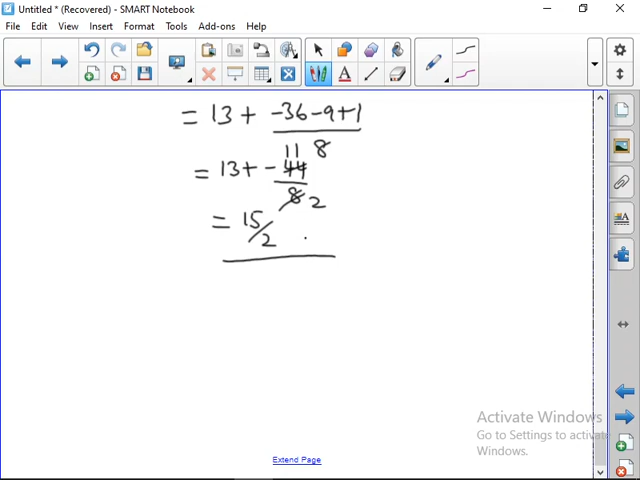 Untitled * (Recovered) - SMART Notebook
File Edit View Insert Format Tools Add-ons Help
= 13 + -36-9+1
8
= 13 + -44
11
8 2
= 15/2
Activate Windows
Go to Settings to activate
Windows.
Extend Page